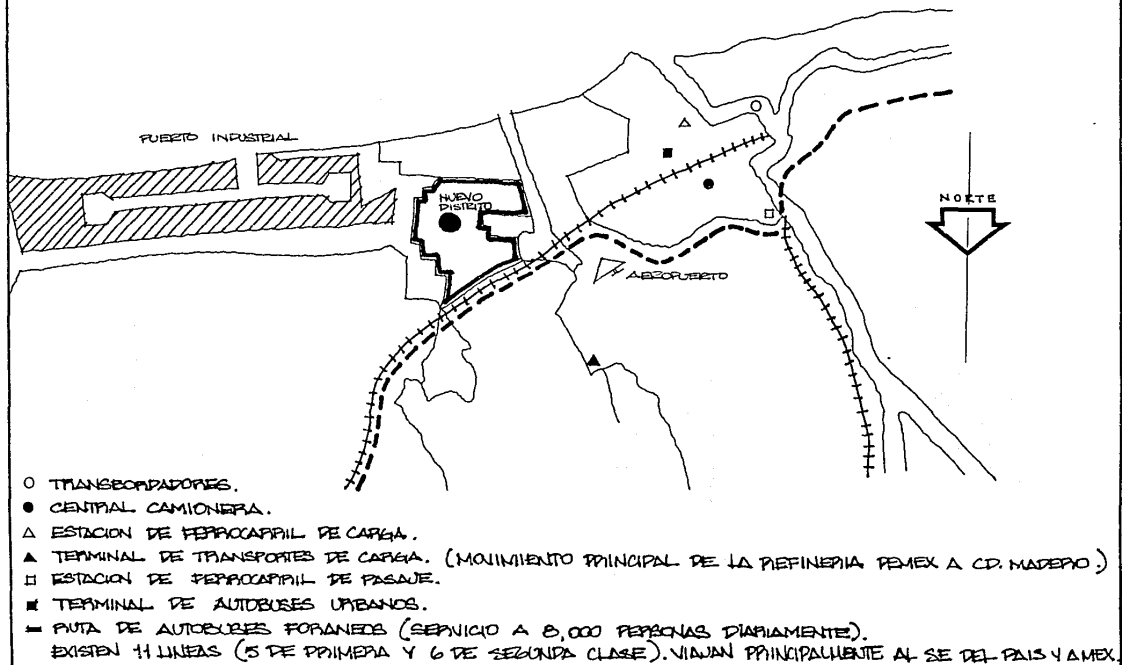 PUERTO INDUSTRIAL
NUEVO
DISTRITO
NORTE
AEROPUERTO
TRANSBORDADORES.
CENTRAL CAMIONERA.
ESTACION DE FERROCARRIL DE CARGA.
TERMINAL DE TRANSPORTES DE CARGA. (MOVIMIENTO PRINCIPAL DE LA REFINERIA PEMEX A CD. MADERO.)
ESTACION DE FERROCARRIL DE PASAJE.
TERMINAL DE AUTOBUSES URBANOS.
RUTA DE AUTOBUSES FORANEOS (SERVICIO A 8,000 PERSONAS DIARIAMENTE).
EXISTEN 11 LINEAS (5 DE PRIMERA Y 6 DE SEGUNDA CLASE). VIAJAN PRINCIPALMENTE AL SE DEL PAIS Y A MEX.